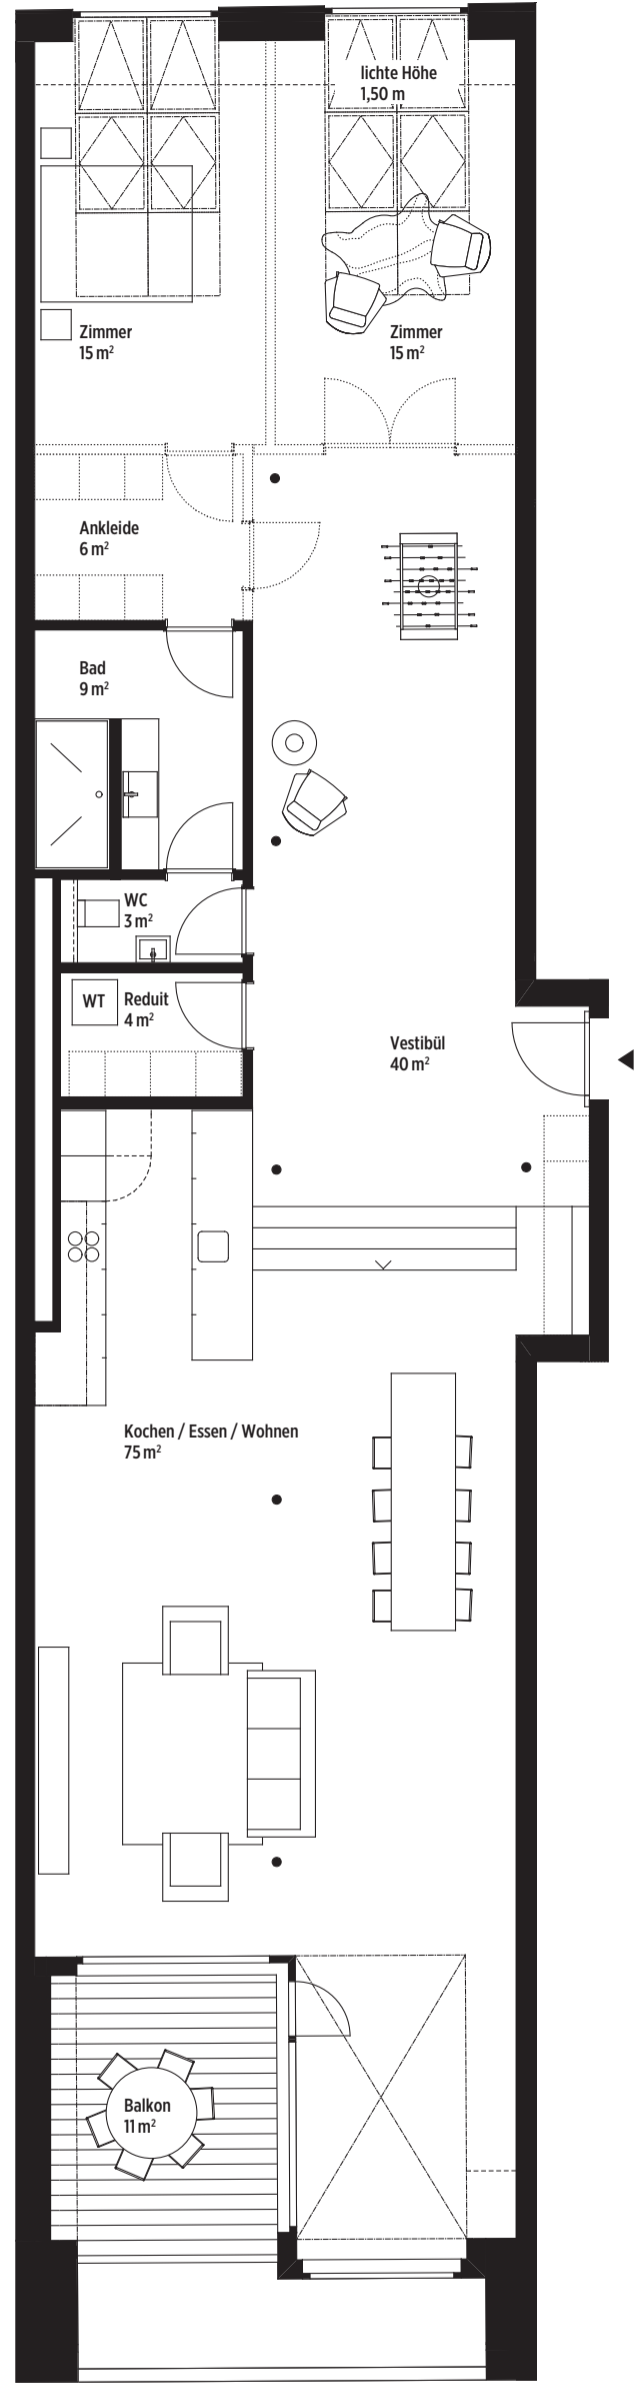 lichte Höhe
1,50 m
Zimmer
15 m²
Zimmer
15 m²
Ankleide
6 m²
Bad
9 m²
WC
3 m²
WT
Reduit
4 m²
Vestibül
40 m²
Kochen / Essen / Wohnen
75 m²
Balkon
11 m²